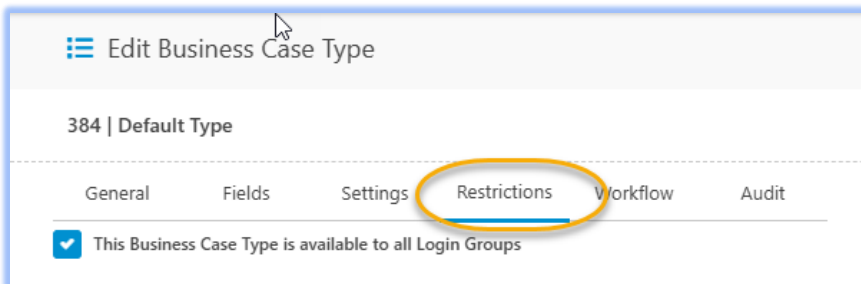 Edit Business Case Type
384 | Default Type
General Fields Settings Restrictions Workflow Audit
This Business Case Type is available to all Login Groups